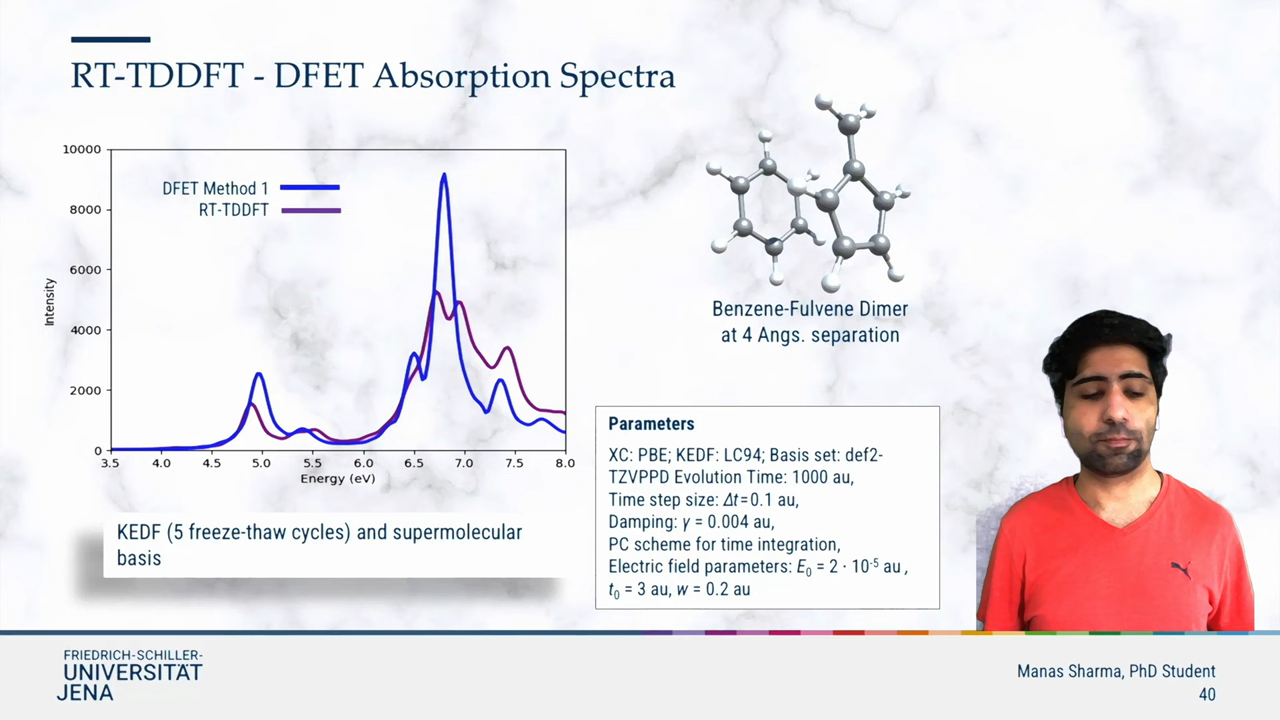 RT-TDDFT - DFET Absorption Spectra
10000
8000
6000
4000
2000
0
Intensity
DFET Method 1
RT-TDDFT
3.5 4.0 4.5 5.0 5.5 6.0 6.5 7.0 7.5 8.0
Energy (eV)
KEDF (5 freeze-thaw cycles) and supermolecular
basis
Benzene-Fulvene Dimer
at 4 Angs. separation
Parameters
XC: PBE; KEDF: LC94; Basis set: def2-
TZVPPD Evolution Time: 1000 au,
Time step size: Δt=0.1 au,
Damping: γ = 0.004 au,
PC scheme for time integration,
Electric field parameters: E₀ = 2 · 10⁻⁵ au ,
t₀ = 3 au, w = 0.2 au
FRIEDRICH-SCHILLER-
UNIVERSITÄT
JENA
Manas Sharma, PhD Student
40